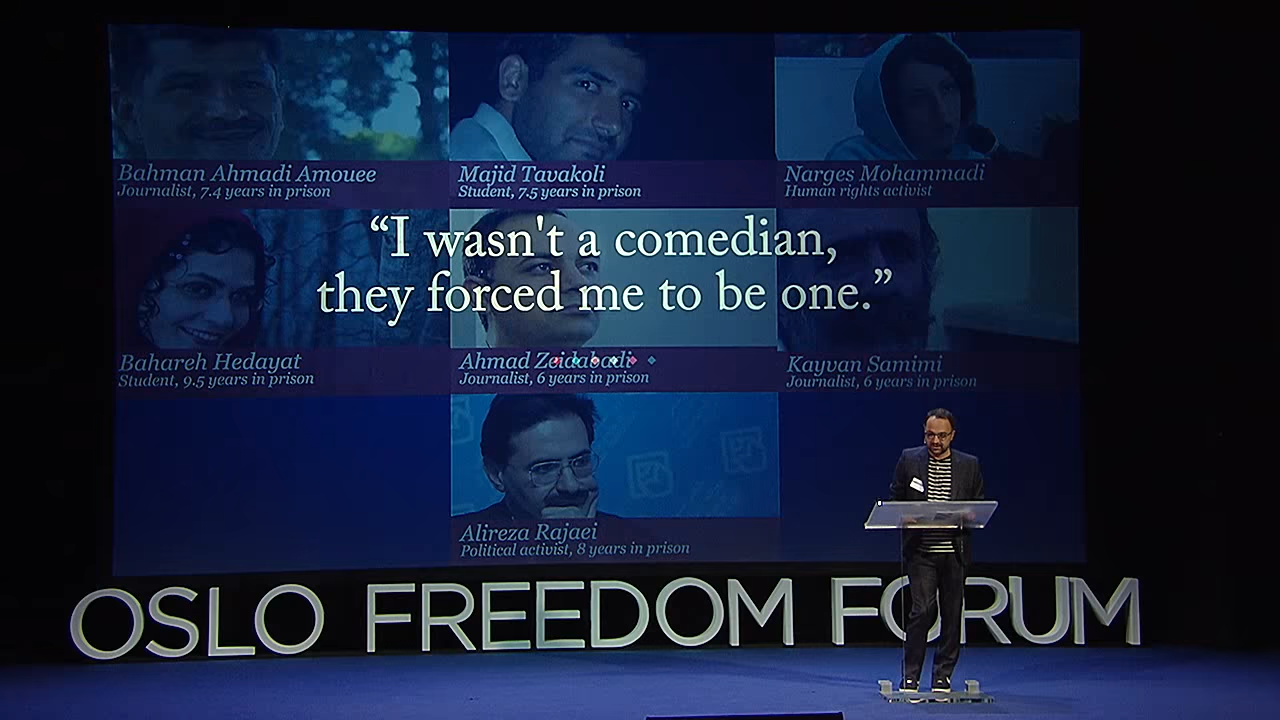 Bahman Ahmadi Amouee
Journalist, 7.4 years in prison
Majid Tavakoli
Student, 7.5 years in prison
Narges Mohammadi
Human rights activist
“I wasn't a comedian,
they forced me to be one.”
Bahareh Hedayat
Student, 9.5 years in prison
Ahmad Zeidabadi
Journalist, 6 years in prison
Kayvan Samimi
Journalist, 6 years in prison
Alireza Rajaei
Political activist, 8 years in prison
OSLO FREEDOM FORUM